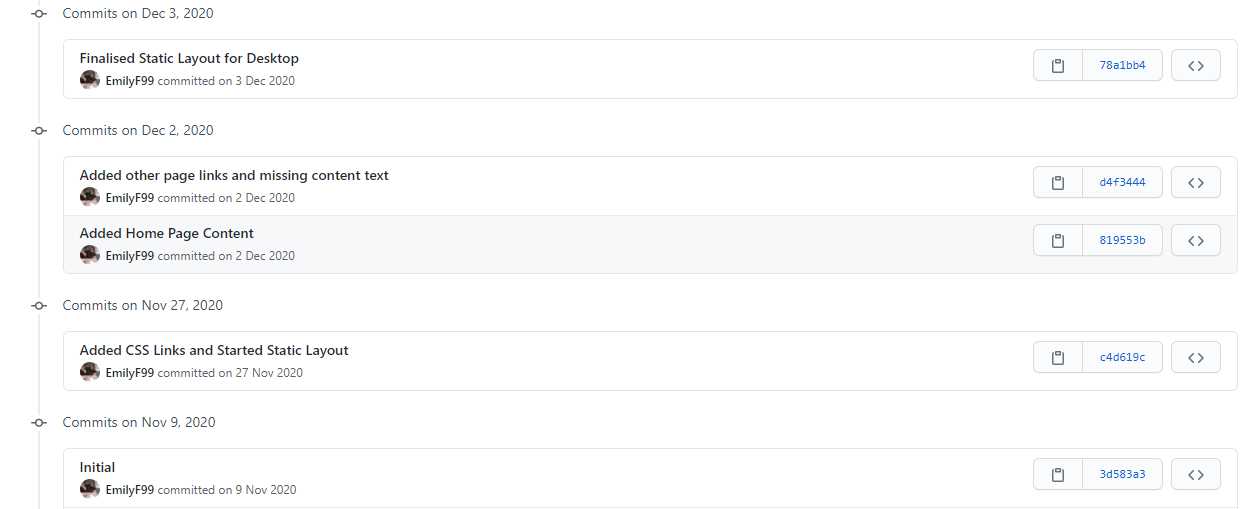 Commits on Dec 3, 2020
Finalised Static Layout for Desktop
78a1bb4
EmilyF99 committed on 3 Dec 2020
Commits on Dec 2, 2020
Added other page links and missing content text
d4f3444
EmilyF99 committed on 2 Dec 2020
Added Home Page Content
819553b
EmilyF99 committed on 2 Dec 2020
Commits on Nov 27, 2020
Added CSS Links and Started Static Layout
c4d619c
EmilyF99 committed on 27 Nov 2020
Commits on Nov 9, 2020
Initial
3d583a3
EmilyF99 committed on 9 Nov 2020